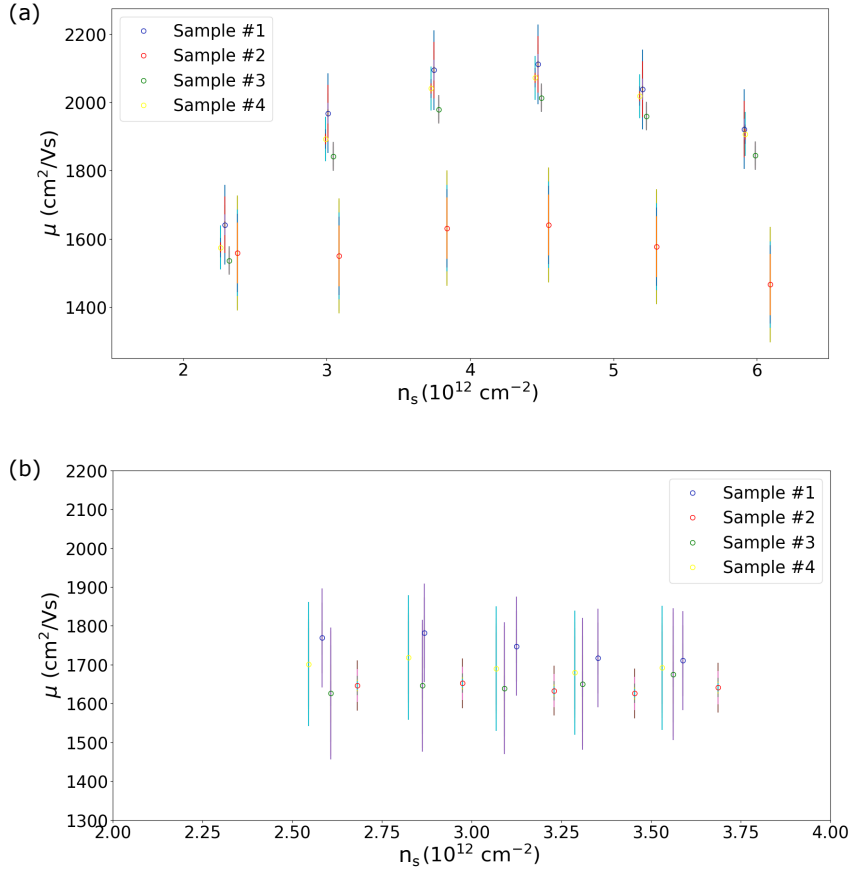 (a)
Sample #1
Sample #2
Sample #3
Sample #4
2200
2000
1800
1600
1400
μ (cm²/Vs)
2 3 4 5 6
nₛ (10¹² cm⁻²)
(b)
Sample #1
Sample #2
Sample #3
Sample #4
2200
2100
2000
1900
1800
1700
1600
1500
1400
1300
μ (cm²/Vs)
2.00 2.25 2.50 2.75 3.00 3.25 3.50 3.75 4.00
nₛ (10¹² cm⁻²)